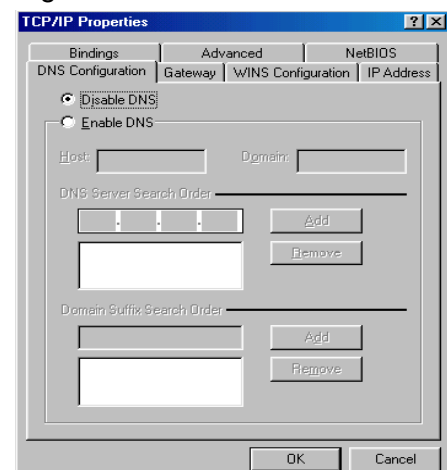 TCP/IP Properties
Bindings Advanced NetBIOS
DNS Configuration Gateway WINS Configuration IP Address
Disable DNS
Enable DNS
Host: Domain:
DNS Server Search Order
Add
Remove
Domain Suffix Search Order
Add
Remove
OK Cancel